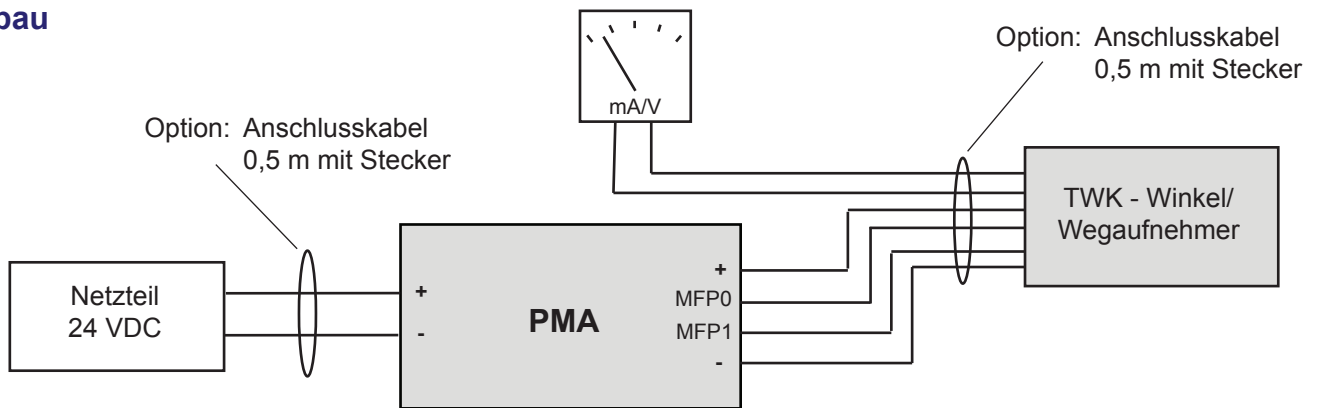 bau
mA/V
Option: Anschlusskabel
0,5 m mit Stecker
Option: Anschlusskabel
0,5 m mit Stecker
TWK - Winkel/
Wegaufnehmer
Netzteil
24 VDC
+
-
PMA
+
MFP0
MFP1
-